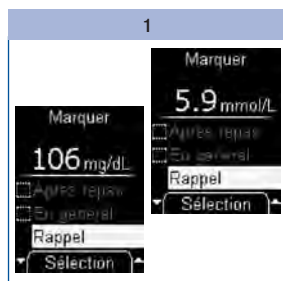 1
Marquer
5.9 mmol/L
Après repas
En général
Rappel
Sélection
Marquer
106 mg/dL
Après repas
En général
Rappel
Sélection